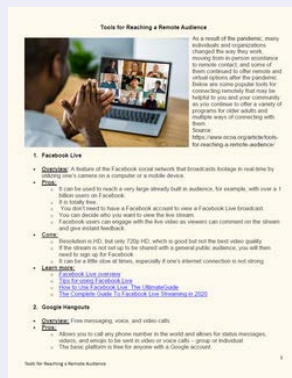 Tools for Reaching a Remote Audience
As a result of the pandemic, many
individuals and organizations
changed the way they work,
moving from in-person assistance
to remote contact, and some of
them continued to offer remote and
virtual options after the pandemic.
Below are some popular tools for
connecting remotely that may be
helpful to you and your community
as you continue to offer a variety of
programs for older adults and
multiple ways of connecting with
them.
Source:
https://www.ncoa.org/article/tools-
for-reaching-a-remote-audience/
1. Facebook Live
• Overview: A feature of the Facebook social network that broadcasts footage in real-time by
utilizing one's camera on a computer or a mobile device.
• Pros:
o It can be used to reach a very large already built in audience, for example, with over a 1
billion users on Facebook.
o It is totally free.
o You don't need to have a Facebook account to view a Facebook Live broadcast.
o You can decide who you want to view the live stream.
o Facebook users can engage with the live video as viewers can comment on the stream
and give instant feedback.
• Cons:
o Resolution is HD, but only 720p HD, which is good but not the best video quality.
o If the stream is not set up to be shared with a general public audience, you will them
need to sign up for Facebook
o It can be a little slow at times, especially if one's internet connection is not strong
• Learn more:
o Facebook Live overview
o Tips for using Facebook Live
o How to Use Facebook Live: The UltimateGuide
o The Complete Guide To Facebook Live Streaming in 2020
2. Google Hangouts
• Overview: Free messaging, voice, and video calls
• Pros:
o Allows you to call any phone number in the world and allows for status messages,
videos, and emojis to be sent in video or voice calls – group or individual
o The basic platform is free for anyone with a Google account
Tools for Reaching a Remote Audience